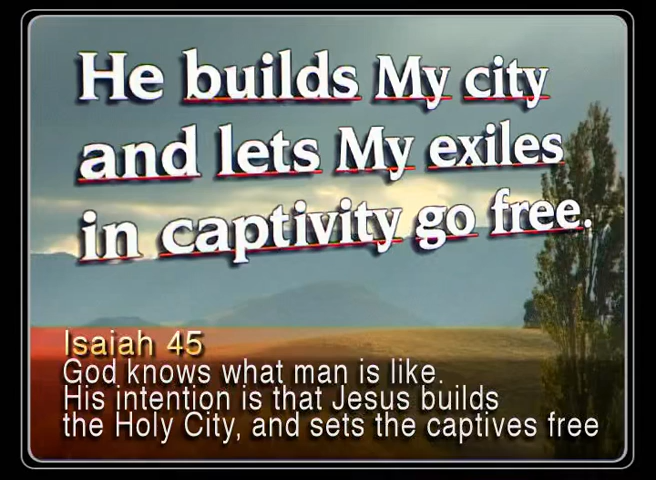 He builds My city
and lets My exiles
in captivity go free.
Isaiah 45
God knows what man is like.
His intention is that Jesus builds
the Holy City, and sets the captives free